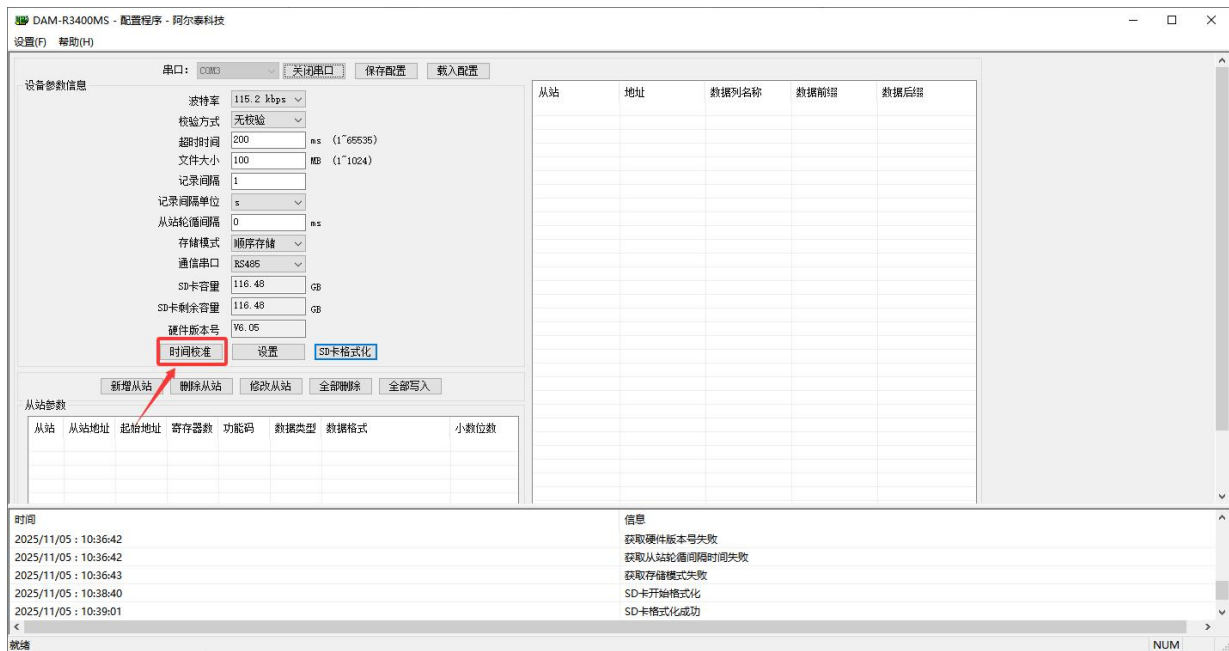 DAM-R3400MS - 配置程序 - 阿尔泰科技
设置(F) 帮助(H)
串口: COM3 关闭串口 保存配置 载入配置
设备参数信息
波特率 115.2 kbps
校验方式 无校验
超时时间 200 ms (1~65535)
文件大小 100 MB (1~1024)
记录间隔 1
记录间隔单位 s
从站轮循间隔 0 ms
存储模式 顺序存储
通信串口 RS485
SD卡容量 116.48 GB
SD卡剩余容量 116.48 GB
硬件版本号 V6.05
时间校准 设置 SD卡格式化
新增从站 删除从站 修改从站 全部删除 全部写入
从站参数
从站 从站地址 起始地址 寄存器数 功能码 数据类型 数据格式 小数位数
从站 地址 数据列名称 数据前缀 数据后缀
时间 信息
2025/11/05 : 10:36:42 获取硬件版本号失败
2025/11/05 : 10:36:42 获取从站轮循间隔时间失败
2025/11/05 : 10:36:43 获取存储模式失败
2025/11/05 : 10:38:40 SD卡开始格式化
2025/11/05 : 10:39:01 SD卡格式化成功
就绪 NUM